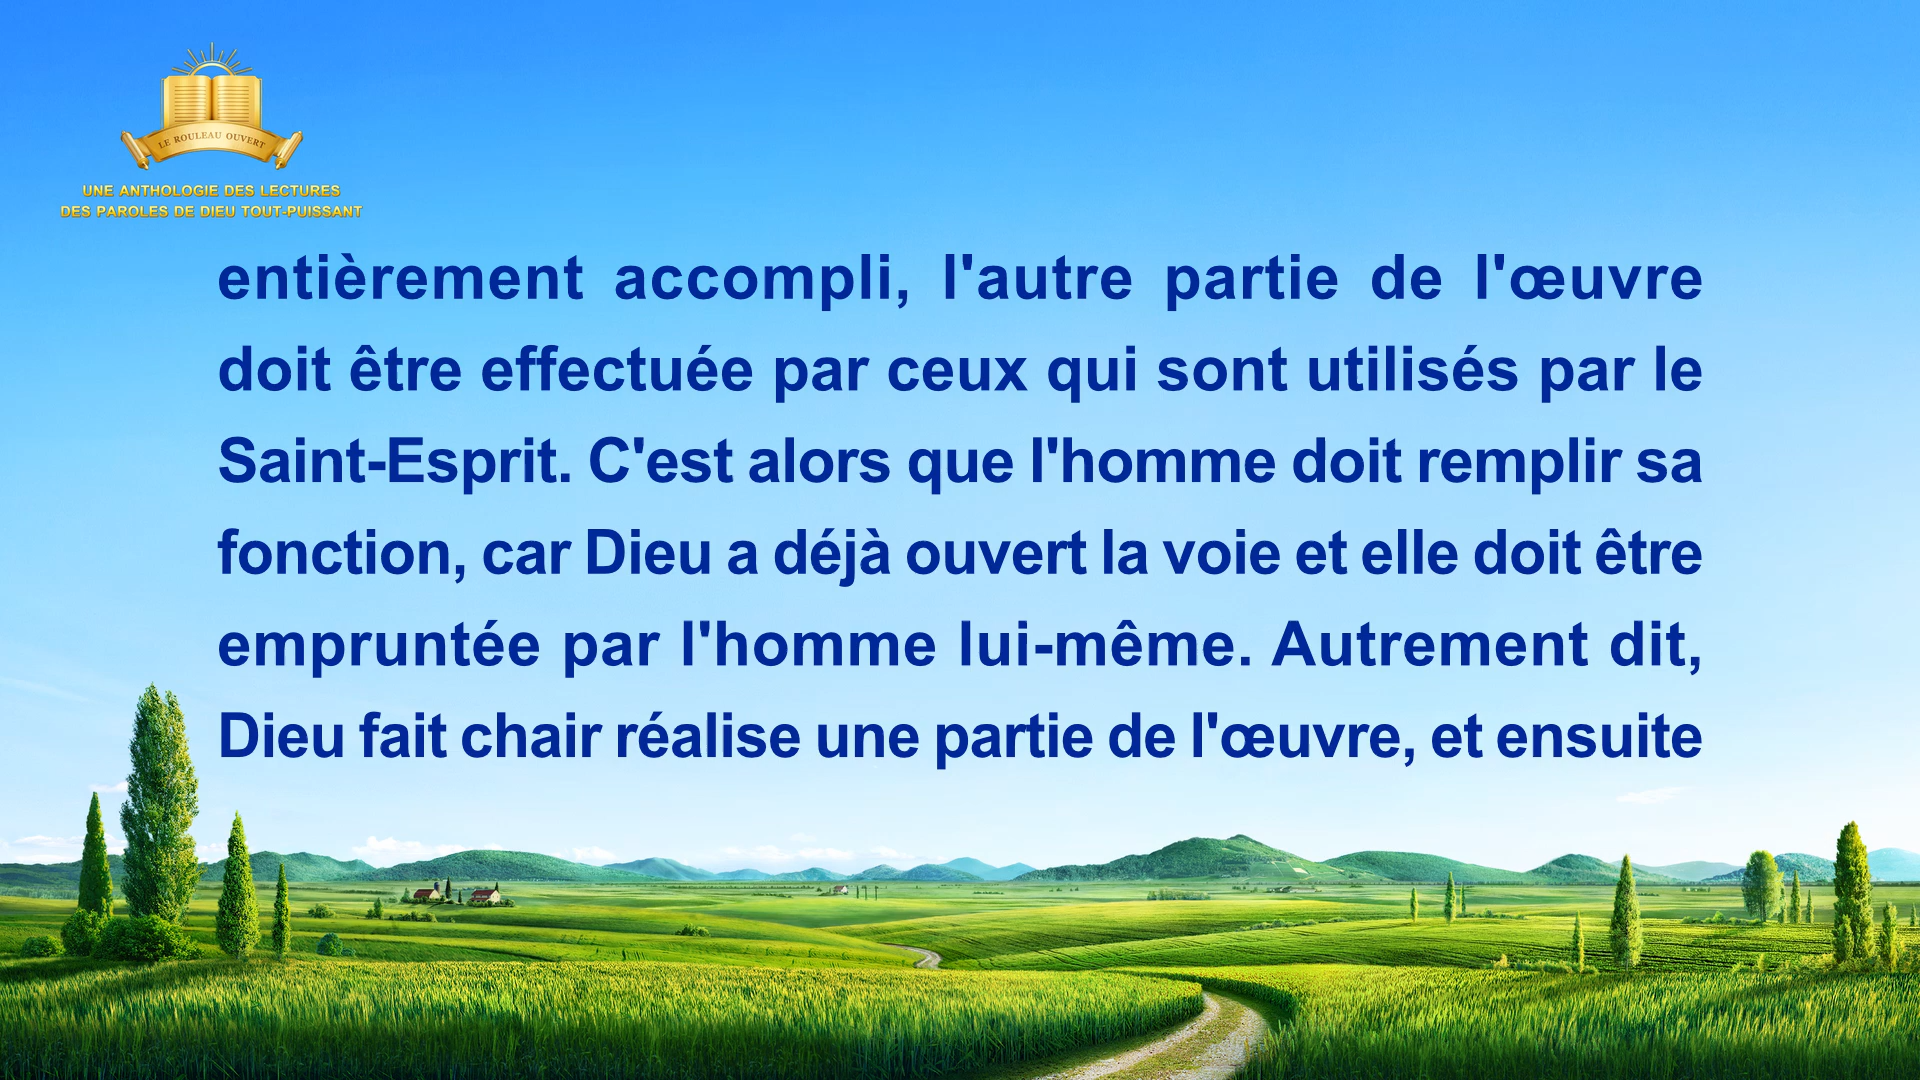 LE ROULEAU OUVERT
UNE ANTHOLOGIE DES LECTURES
DES PAROLES DE DIEU TOUT-PUISSANT
entièrement accompli, l'autre partie de l'œuvre
doit être effectuée par ceux qui sont utilisés par le
Saint-Esprit. C'est alors que l'homme doit remplir sa
fonction, car Dieu a déjà ouvert la voie et elle doit être
empruntée par l'homme lui-même. Autrement dit,
Dieu fait chair réalise une partie de l'œuvre, et ensuite